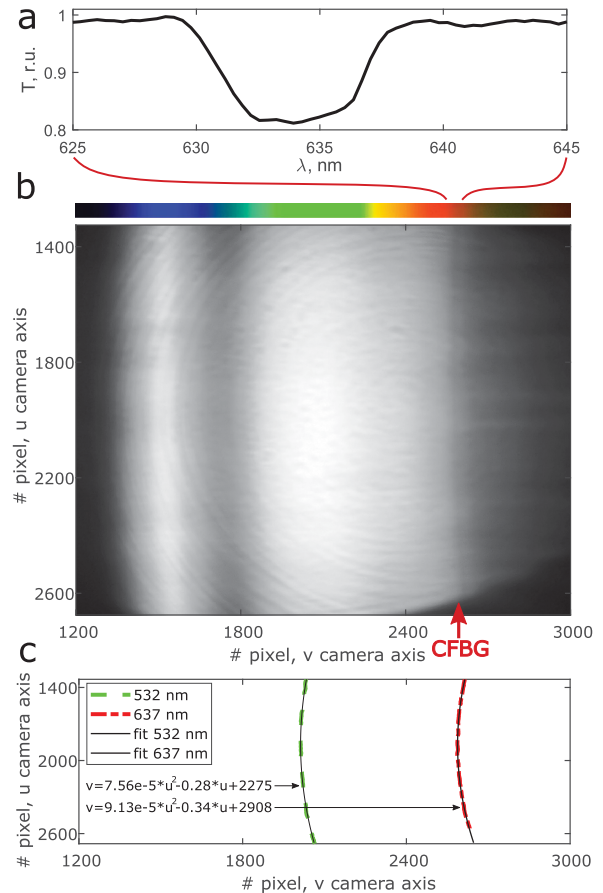 a
T, r.u.
1
0.9
0.8
625 630 635 640 645
λ, nm
b
# pixel, u camera axis
1400
1800
2200
2600
1200 1800 2400 3000
# pixel, v camera axis
CFBG
c
# pixel, u camera axis
1400
2000
2600
532 nm
637 nm
fit 532 nm
fit 637 nm
v=7.56e-5*u²-0.28*u+2275
v=9.13e-5*u²-0.34*u+2908
1200 1800 2400 3000
# pixel, v camera axis